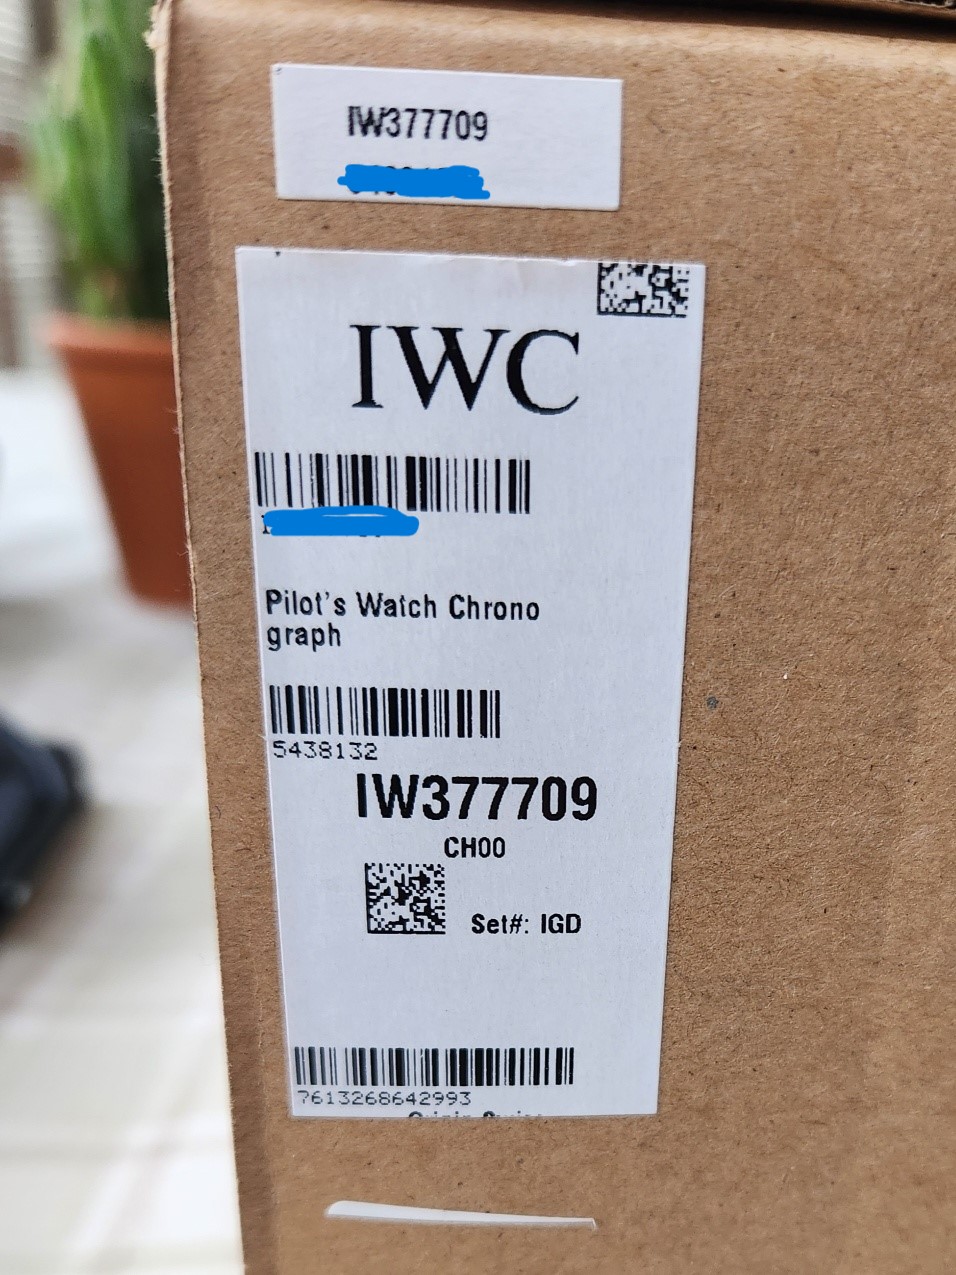 IW377709
IWC
Pilot's Watch Chrono
graph
5438132
IW377709
CH00
Set#: IGD
7613268642993